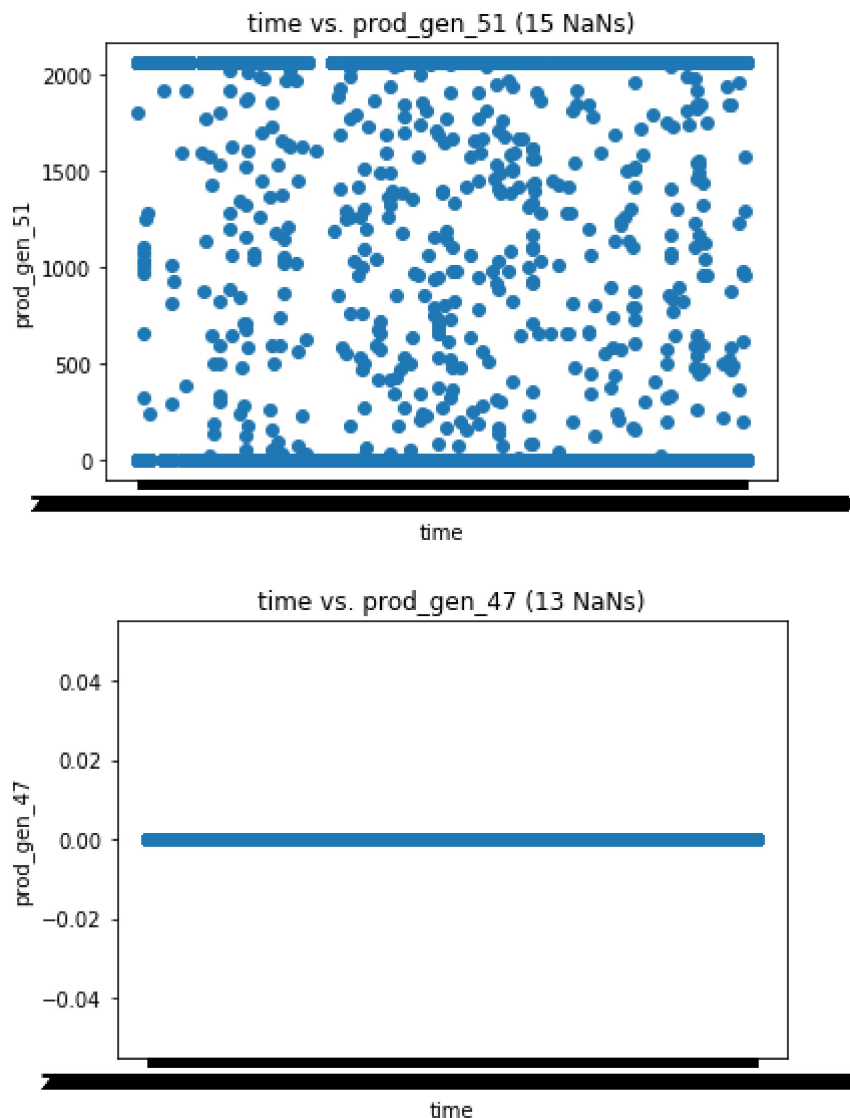 time vs. prod_gen_51 (15 NaNs)
2000
1500
1000
500
0
prod_gen_51
time
time vs. prod_gen_47 (13 NaNs)
0.04
0.02
0.00
−0.02
−0.04
prod_gen_47
time